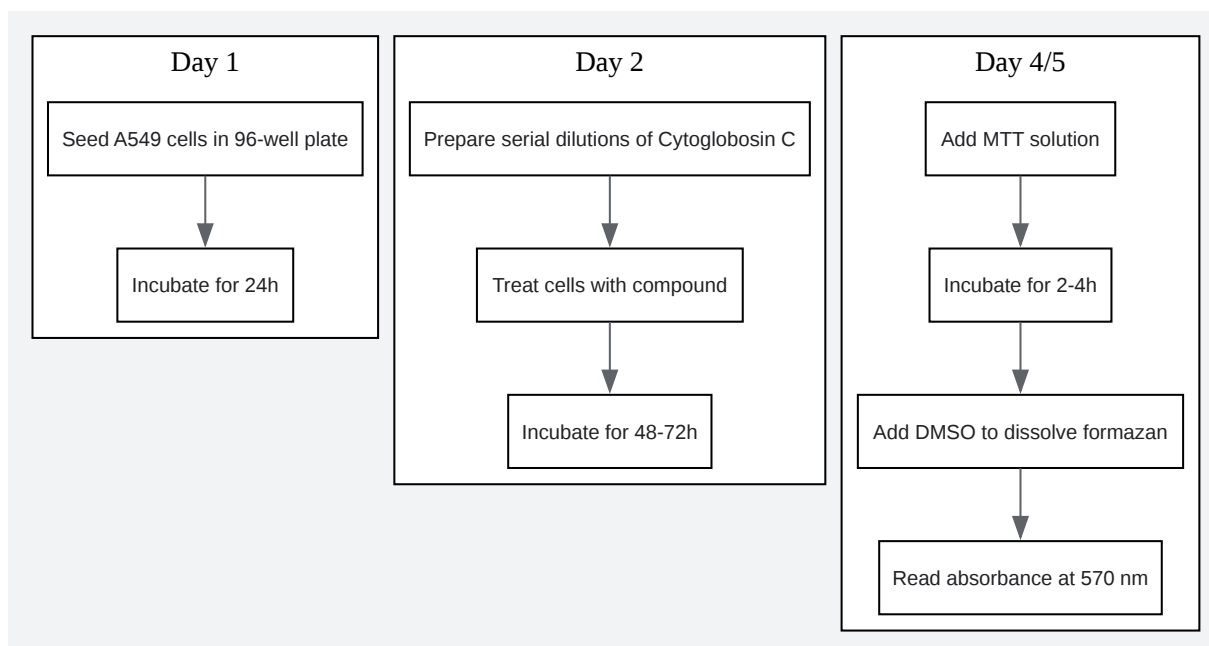 Day 1
Seed A549 cells in 96-well plate
Incubate for 24h
Day 2
Prepare serial dilutions of Cytoglobosin C
Treat cells with compound
Incubate for 48-72h
Day 4/5
Add MTT solution
Incubate for 2-4h
Add DMSO to dissolve formazan
Read absorbance at 570 nm